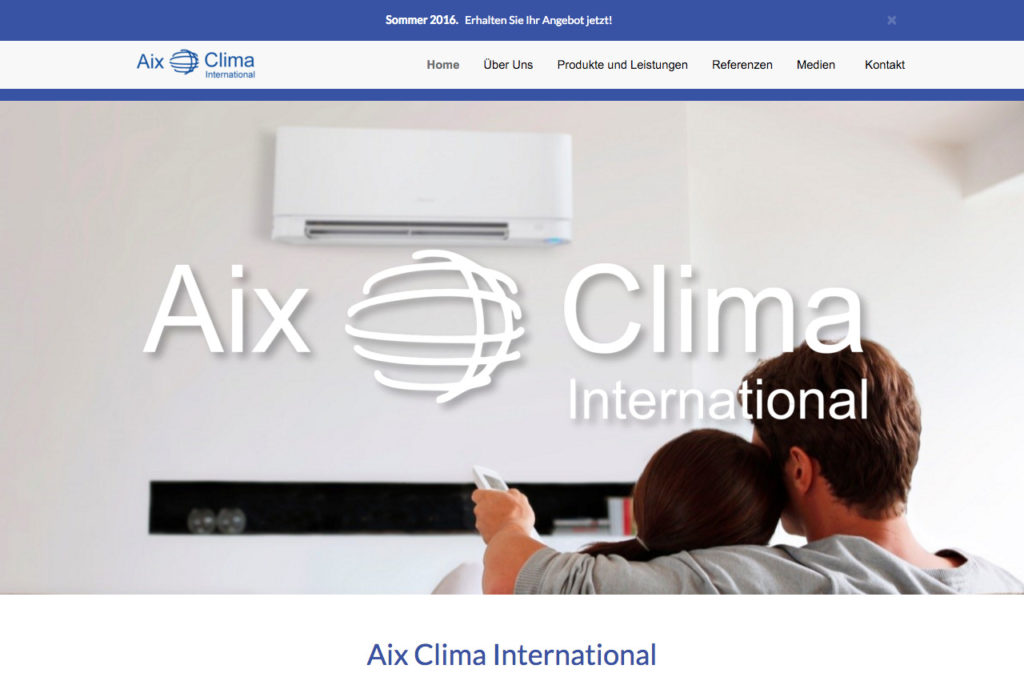 Sommer 2016. Erhalten Sie Ihr Angebot jetzt!
×
Aix Clima
International
Home Über Uns Produkte und Leistungen Referenzen Medien Kontakt
Aix Clima
International
Aix Clima International